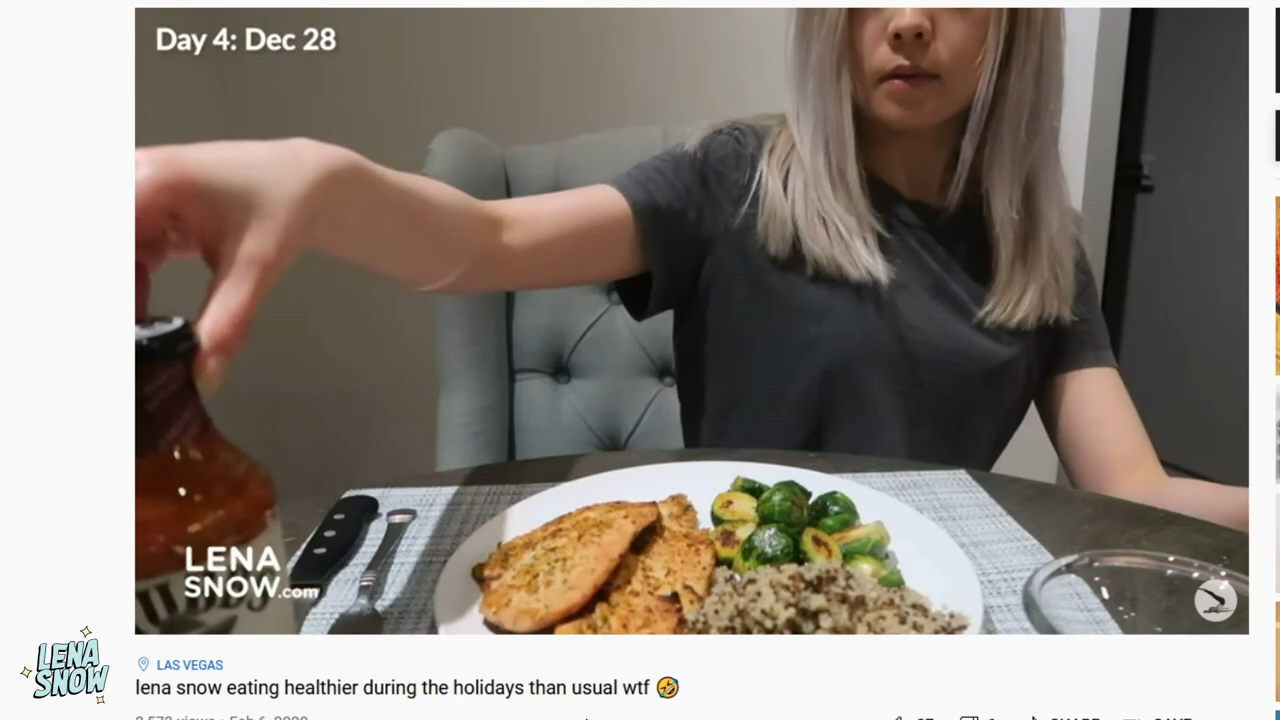 Day 4: Dec 28
LENA
SNOW.com
LENA
SNOW
LAS VEGAS
lena snow eating healthier during the holidays than usual wtf 🤣